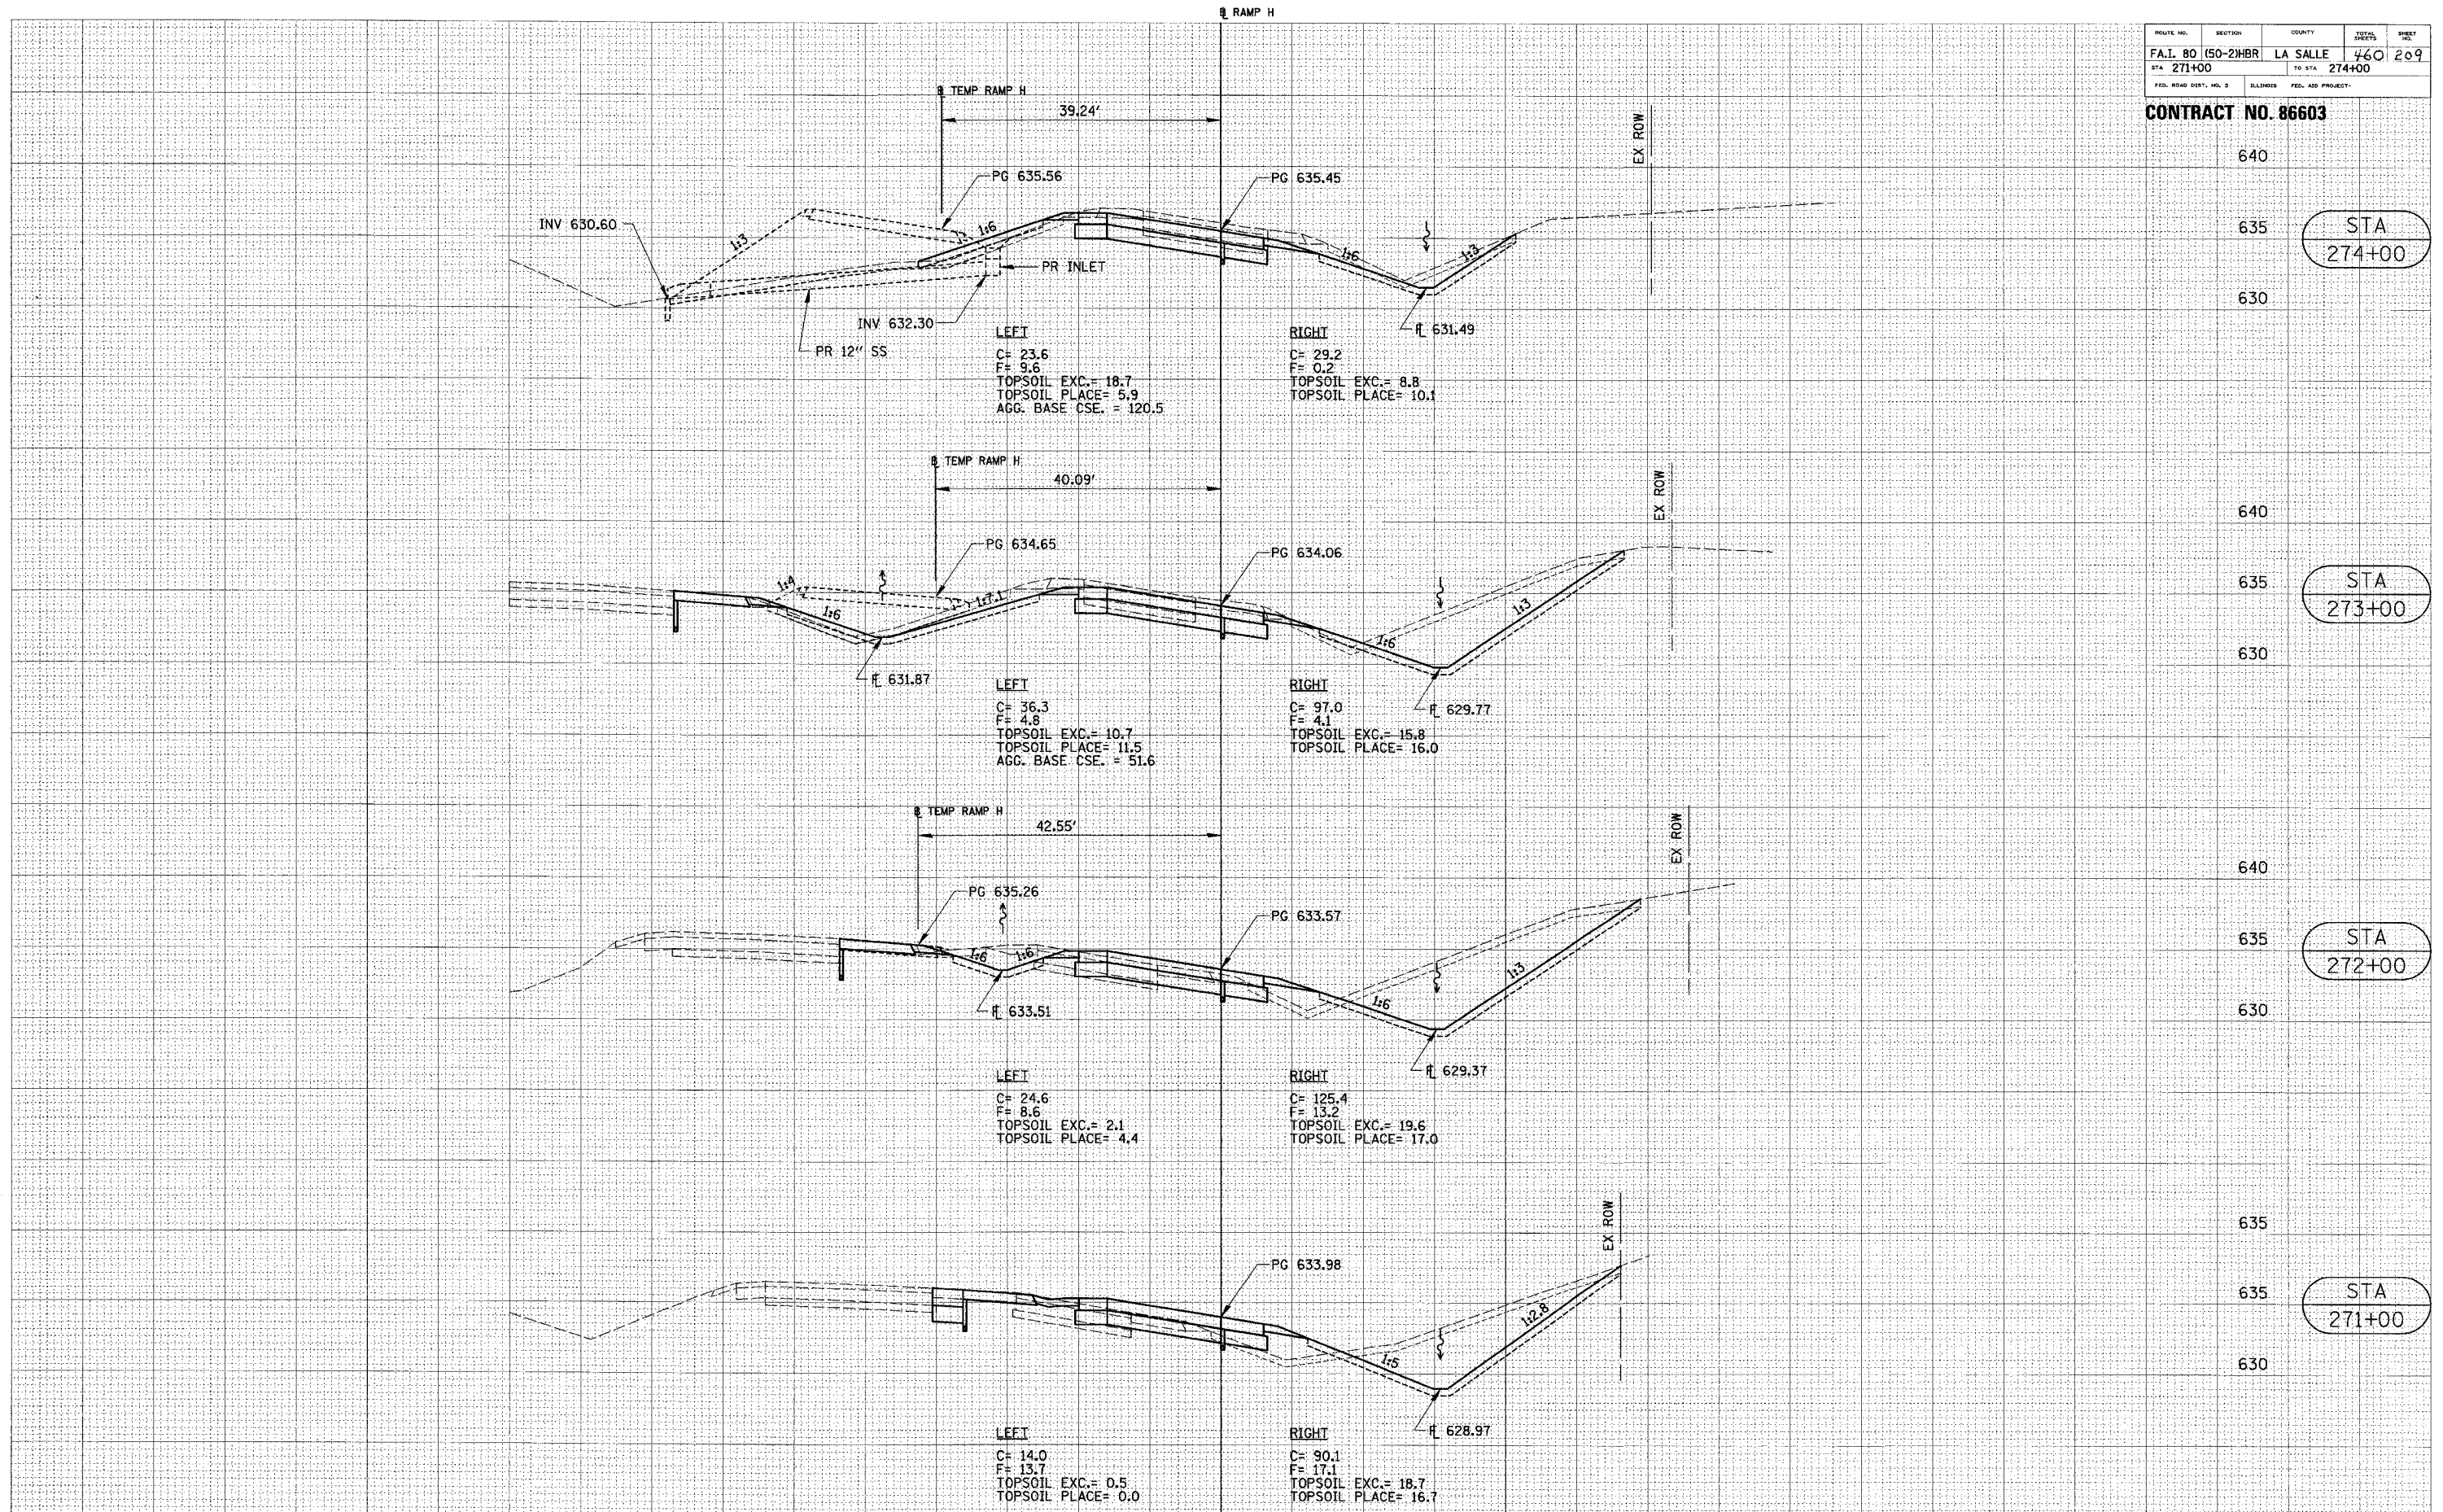 ℄ RAMP H
ROUTE NO. SECTION COUNTY TOTAL SHEETS SHEET NO.
F.A.I. 80 (50-2)HBR LA SALLE 460 209
STA 271+00 TO STA 274+00
FED. ROAD DIST. NO. 3 ILLINOIS FED. AID PROJECT-
CONTRACT NO. 86603
TEMP RAMP H
39.24'
EX ROW
640
PG 635.56
PG 635.45
INV 630.60
1:3
1:6
1:6
1:3
635
STA
274+00
PR INLET
630
INV 632.30
PR 12" SS
631.49
LEFT
C= 23.6
F= 9.6
TOPSOIL EXC.= 18.7
TOPSOIL PLACE= 5.9
AGG. BASE CSE. = 120.5
RIGHT
C= 29.2
F= 0.2
TOPSOIL EXC.= 8.8
TOPSOIL PLACE= 10.1
TEMP RAMP H
40.09'
EX ROW
640
PG 634.65
PG 634.06
1:4
1:6
1:7.1
1:6
1:3
635
STA
273+00
630
631.87
629.77
LEFT
C= 36.3
F= 4.8
TOPSOIL EXC.= 10.7
TOPSOIL PLACE= 11.5
AGG. BASE CSE. = 51.6
RIGHT
C= 97.0
F= 4.1
TOPSOIL EXC.= 15.8
TOPSOIL PLACE= 16.0
TEMP RAMP H
42.55'
EX ROW
640
PG 635.26
PG 633.57
1:6
1:6
1:6
1:3
635
STA
272+00
630
633.51
629.37
LEFT
C= 24.6
F= 8.6
TOPSOIL EXC.= 2.1
TOPSOIL PLACE= 4.4
RIGHT
C= 125.4
F= 13.2
TOPSOIL EXC.= 19.6
TOPSOIL PLACE= 17.0
EX ROW
635
PG 633.98
1:5
1:2.8
635
STA
271+00
630
628.97
LEFT
C= 14.0
F= 13.7
TOPSOIL EXC.= 0.5
TOPSOIL PLACE= 0.0
RIGHT
C= 90.1
F= 17.1
TOPSOIL EXC.= 18.7
TOPSOIL PLACE= 16.7